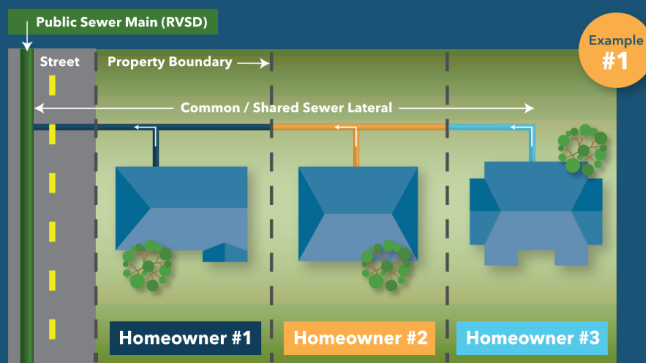 Public Sewer Main (RVSD)
Example
#1
Street
Property Boundary
Common / Shared Sewer Lateral
Homeowner #1
Homeowner #2
Homeowner #3